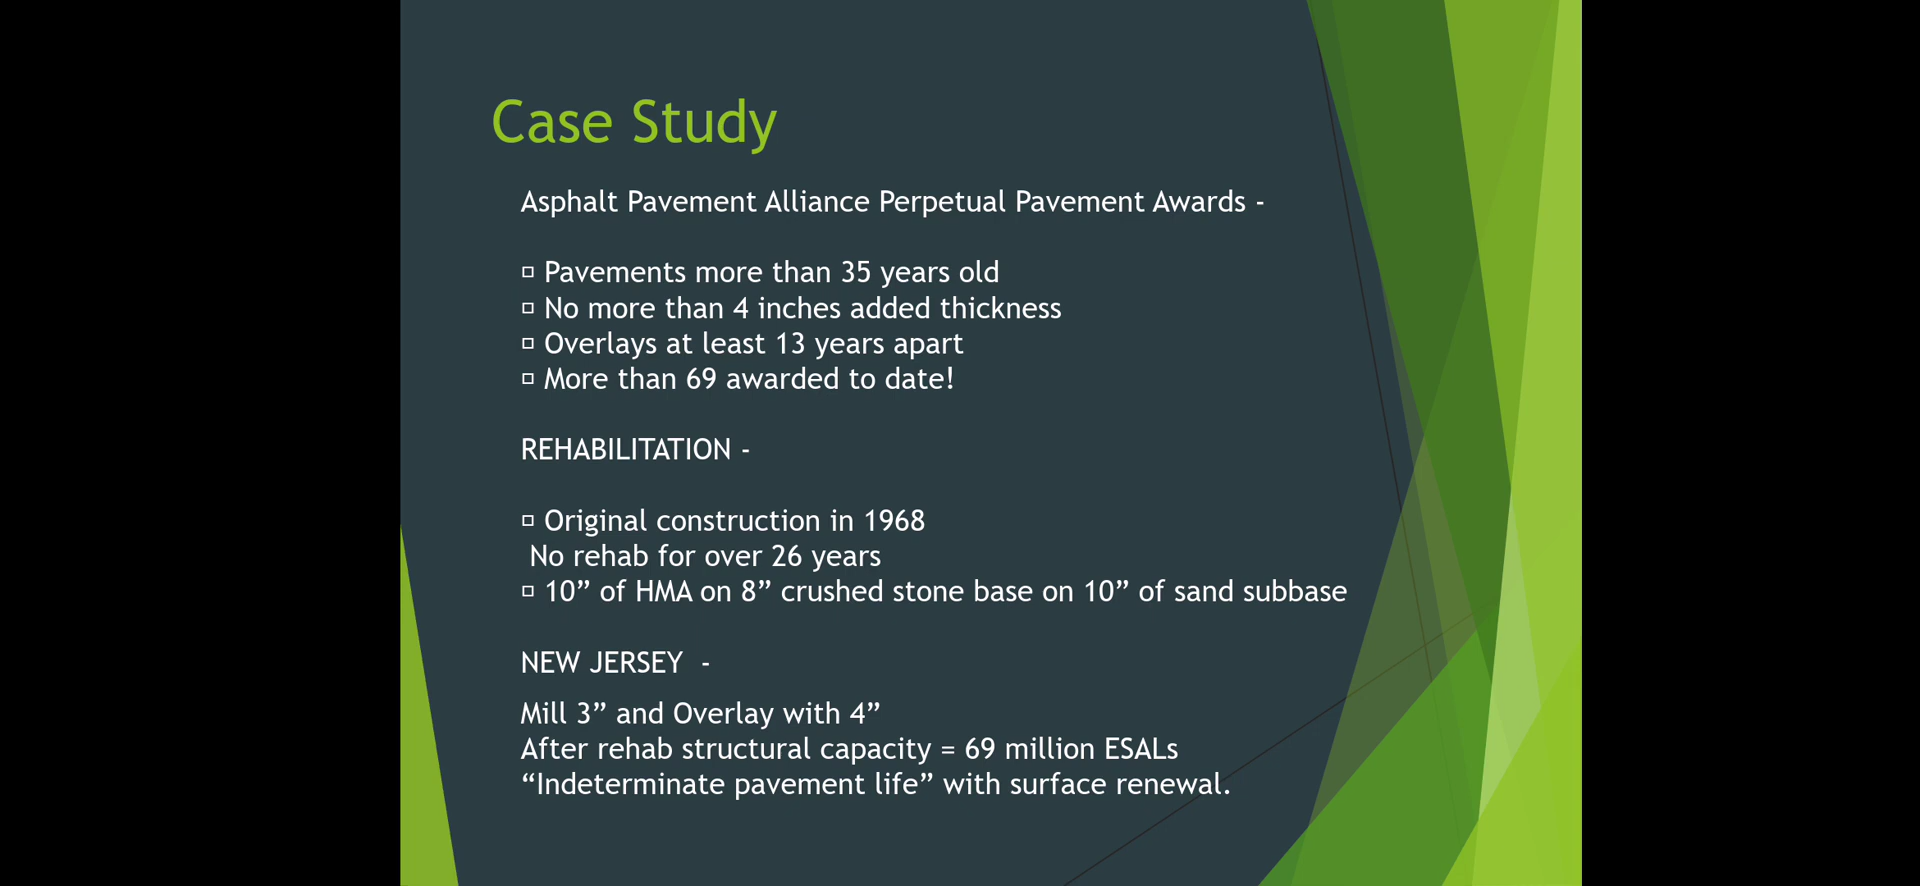 Case Study
Asphalt Pavement Alliance Perpetual Pavement Awards -
□ Pavements more than 35 years old
□ No more than 4 inches added thickness
□ Overlays at least 13 years apart
□ More than 69 awarded to date!
REHABILITATION -
□ Original construction in 1968
No rehab for over 26 years
□ 10” of HMA on 8” crushed stone base on 10” of sand subbase
NEW JERSEY  -
Mill 3” and Overlay with 4”
After rehab structural capacity = 69 million ESALs
“Indeterminate pavement life” with surface renewal.